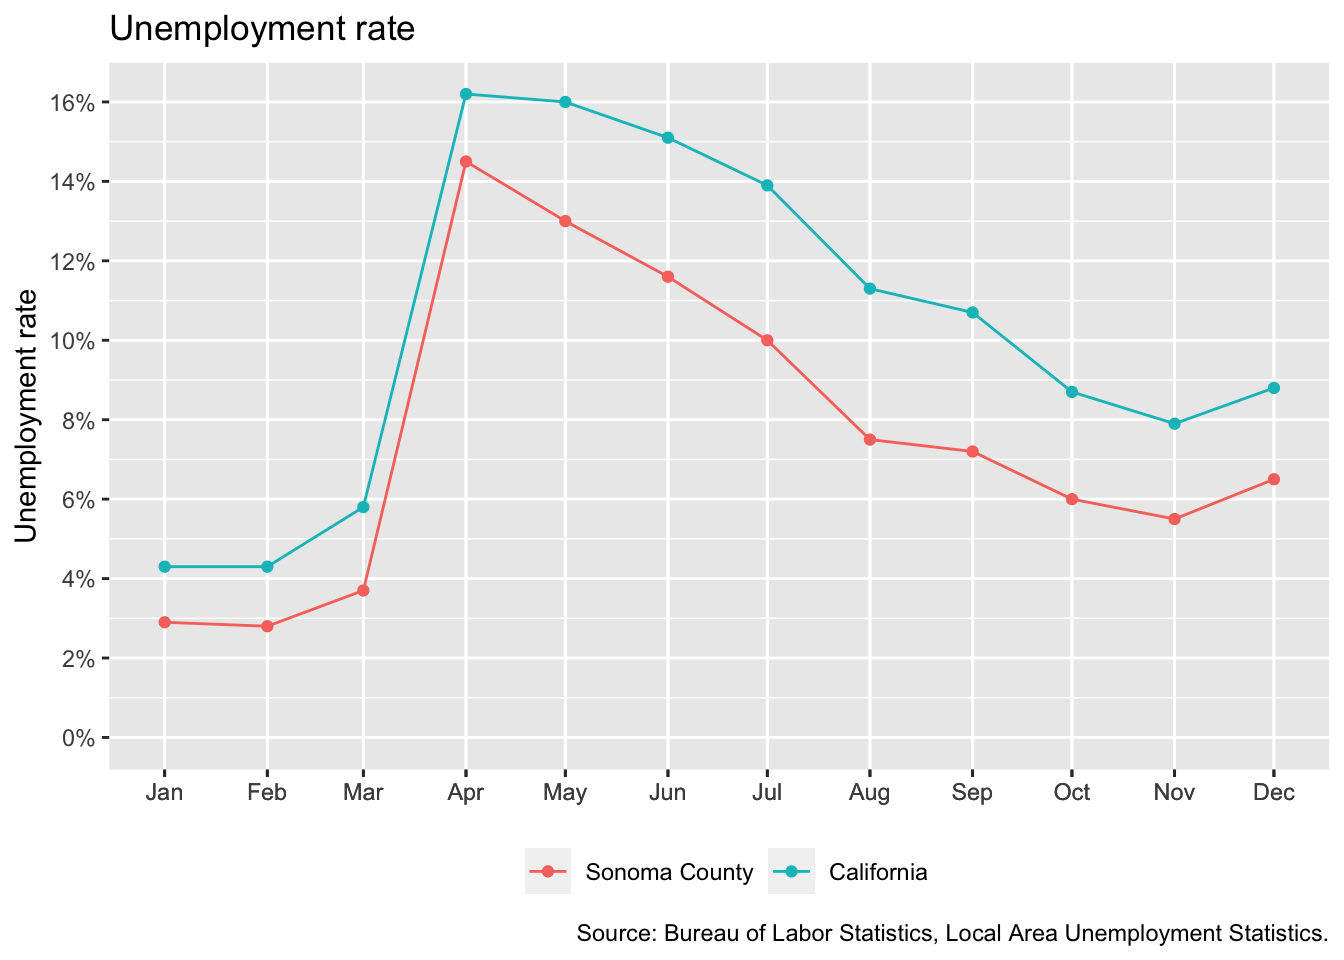 Unemployment rate
Unemployment rate
16%
14%
12%
10%
8%
6%
4%
2%
0%
Jan Feb Mar Apr May Jun Jul Aug Sep Oct Nov Dec
Sonoma County California
Source: Bureau of Labor Statistics, Local Area Unemployment Statistics.